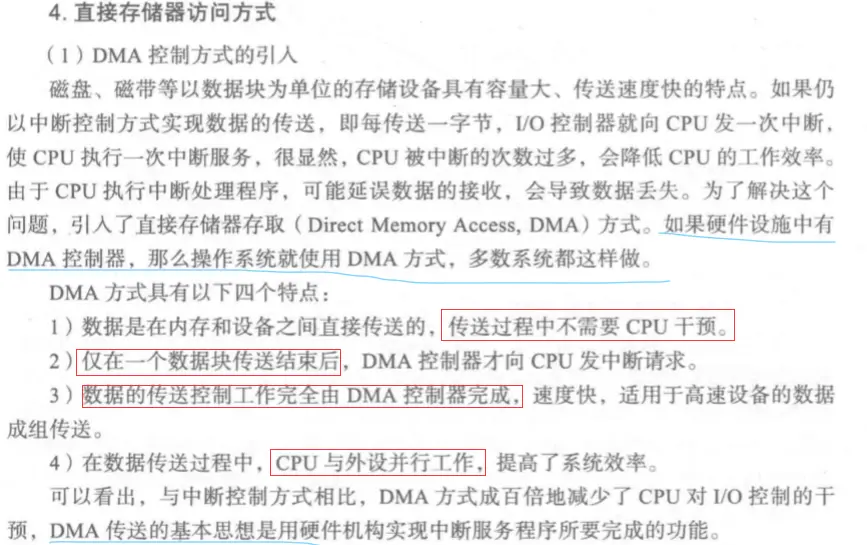 4. 直接存储器访问方式
（1）DMA 控制方式的引入
磁盘、磁带等以数据块为单位的存储设备具有容量大、传送速度快的特点。如果仍
以中断控制方式实现数据的传送，即每传送一字节，I/O 控制器就向 CPU 发一次中断，
使 CPU 执行一次中断服务，很显然，CPU 被中断的次数过多，会降低 CPU 的工作效率。
由于 CPU 执行中断处理程序，可能延误数据的接收，会导致数据丢失。为了解决这个
问题，引入了直接存储器存取（Direct Memory Access, DMA）方式。如果硬件设施中有
DMA 控制器，那么操作系统就使用 DMA 方式，多数系统都这样做。
DMA 方式具有以下四个特点：
1）数据是在内存和设备之间直接传送的，传送过程中不需要 CPU 干预。
2）仅在一个数据块传送结束后，DMA 控制器才向 CPU 发中断请求。
3）数据的传送控制工作完全由 DMA 控制器完成，速度快，适用于高速设备的数据
成组传送。
4）在数据传送过程中，CPU 与外设并行工作，提高了系统效率。
可以看出，与中断控制方式相比，DMA 方式成百倍地减少了 CPU 对 I/O 控制的干
预，DMA 传送的基本思想是用硬件机构实现中断服务程序所要完成的功能。